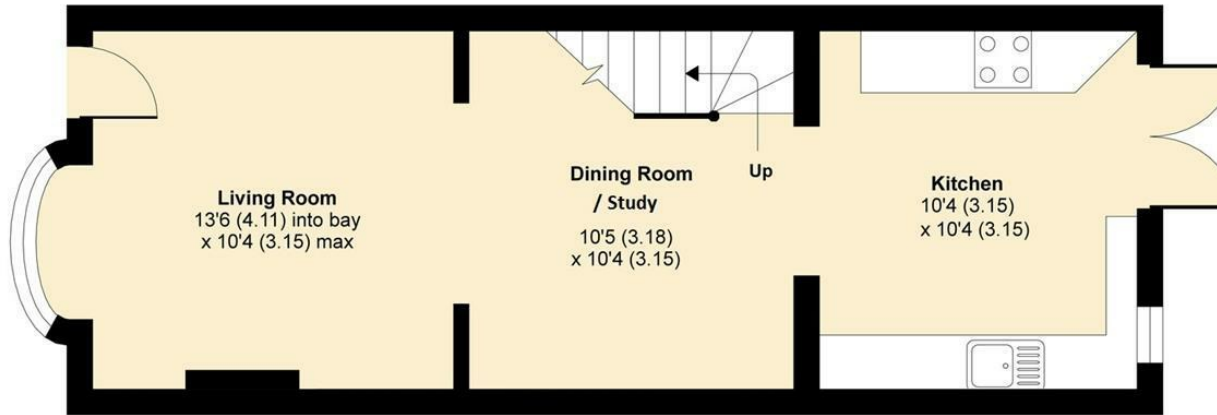 Living Room
13'6 (4.11) into bay
x 10'4 (3.15) max
Dining Room
/ Study
10'5 (3.18)
x 10'4 (3.15)
Up
Kitchen
10'4 (3.15)
x 10'4 (3.15)